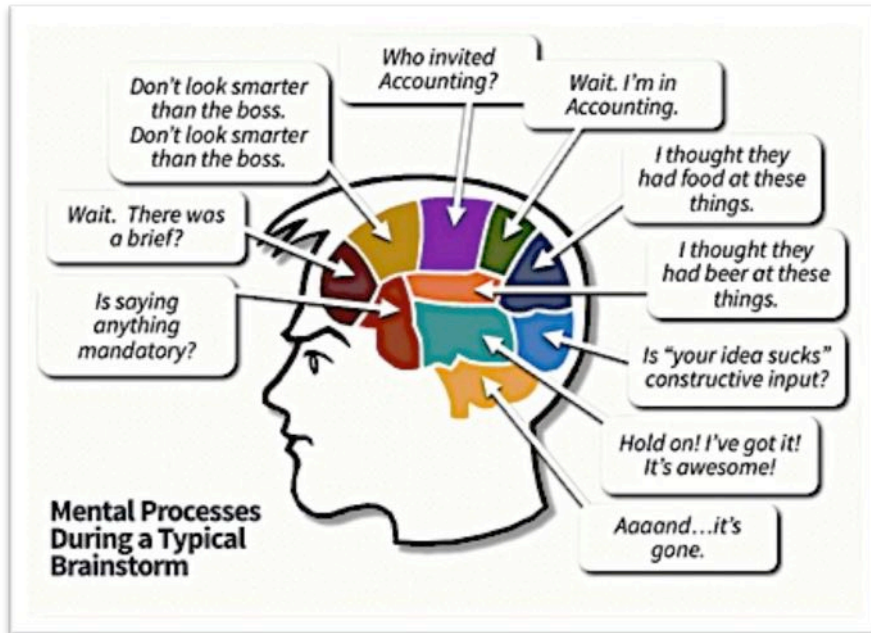 Who invited
Accounting?
Don't look smarter
than the boss.
Don't look smarter
than the boss.
Wait. I'm in
Accounting.
I thought they
had food at these
things.
Wait. There was
a brief?
I thought they
had beer at these
things.
Is saying
anything
mandatory?
Is "your idea sucks"
constructive input?
Hold on! I've got it!
It's awesome!
Aaaand...it's
gone.
Mental Processes
During a Typical
Brainstorm